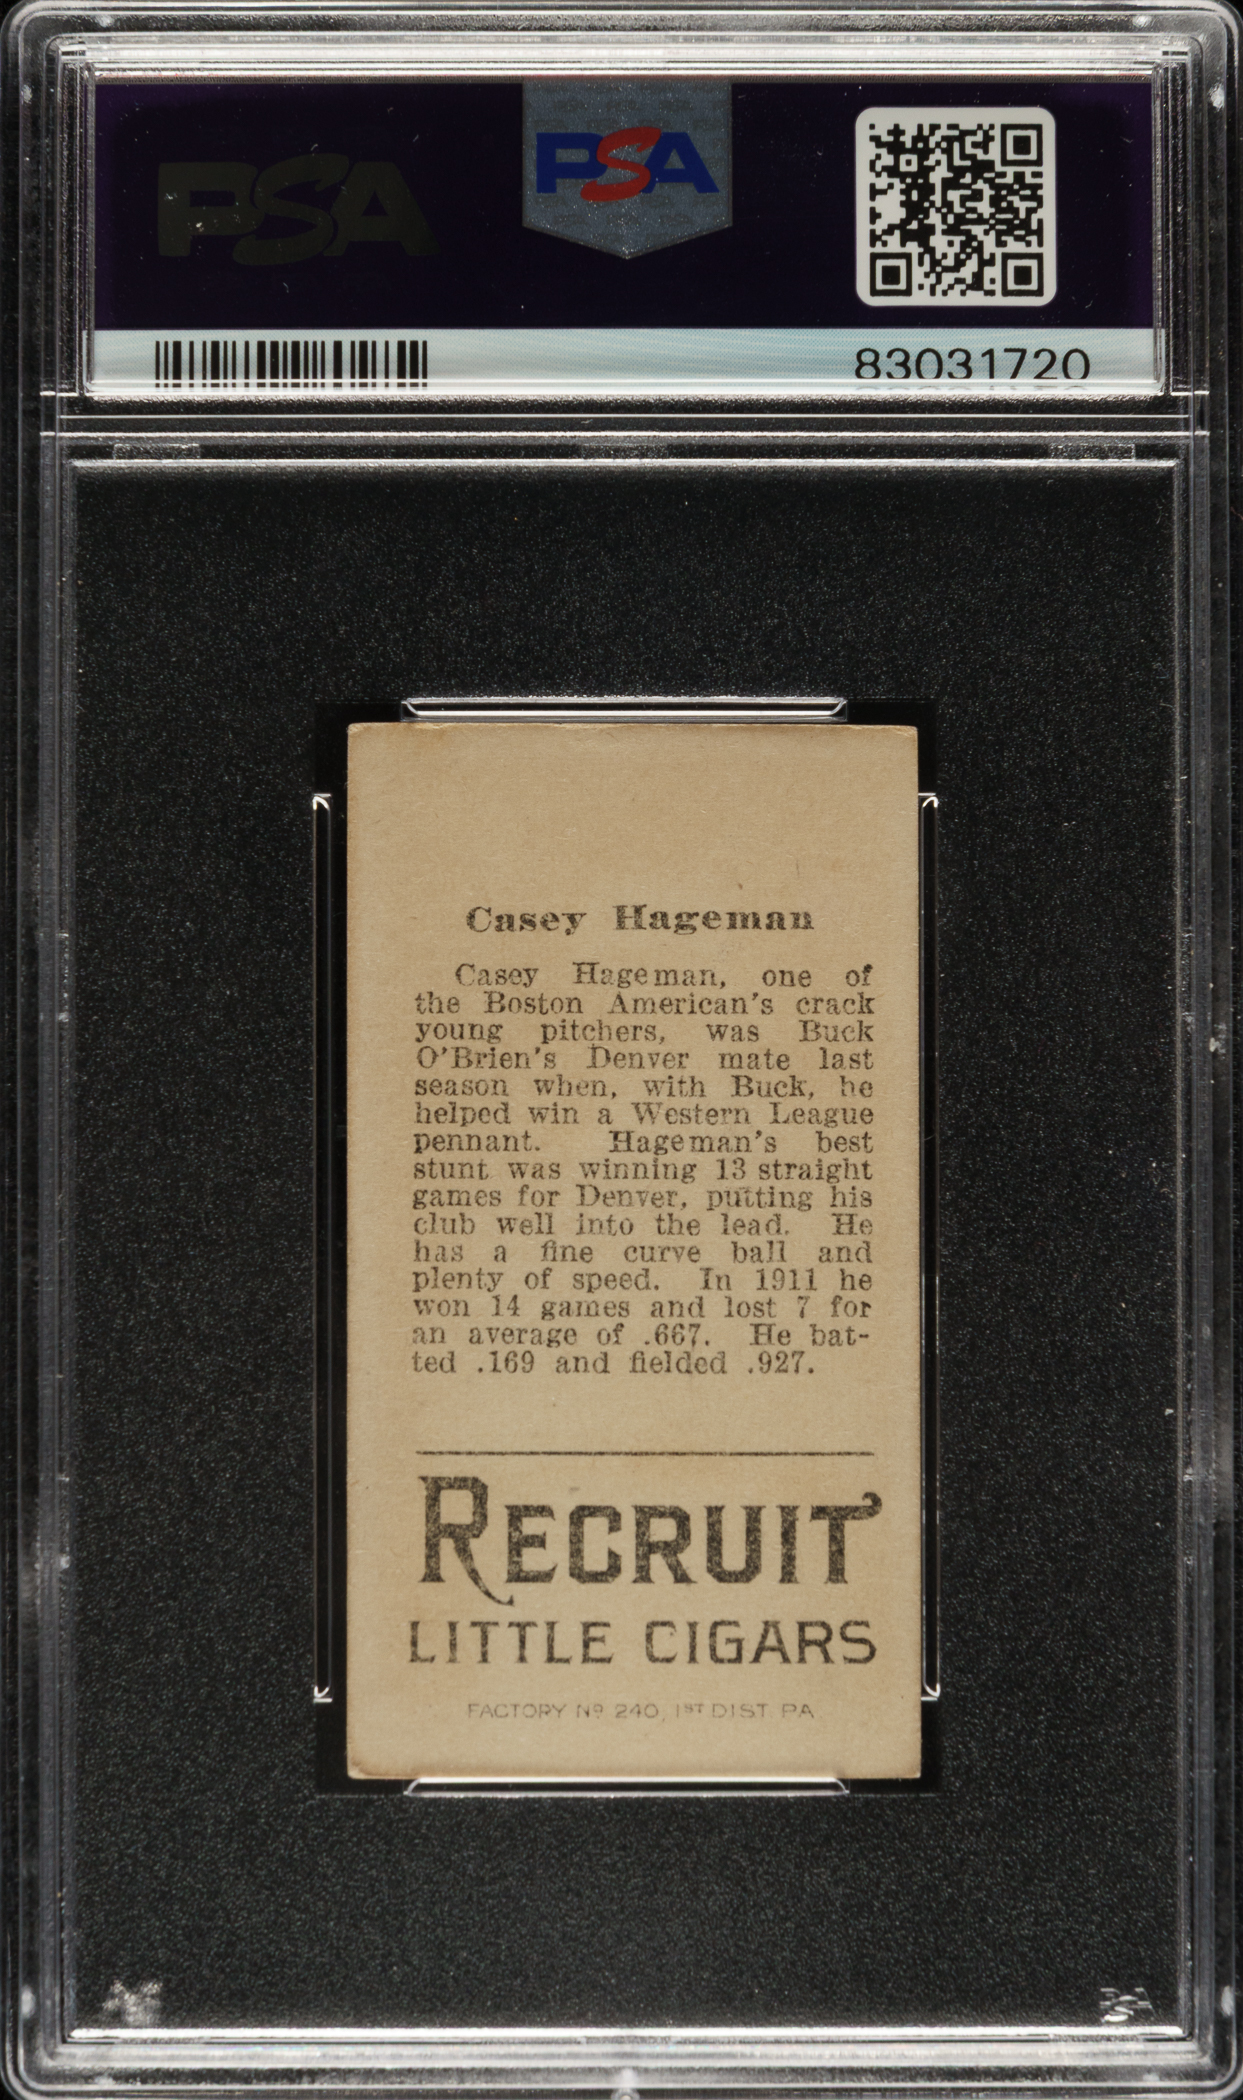 PSA
PSA
83031720
Casey Hageman
Casey Hageman, one of
the Boston American's crack
young pitchers, was Buck
O'Brien's Denver mate last
season when, with Buck, he
helped win a Western League
pennant. Hageman's best
stunt was winning 13 straight
games for Denver, putting his
club well into the lead. He
has a fine curve ball and
plenty of speed. In 1911 he
won 14 games and lost 7 for
an average of .667. He bat-
ted .169 and fielded .927.
RECRUIT
LITTLE CIGARS
FACTORY No 240, 1ST DIST. PA
PSA